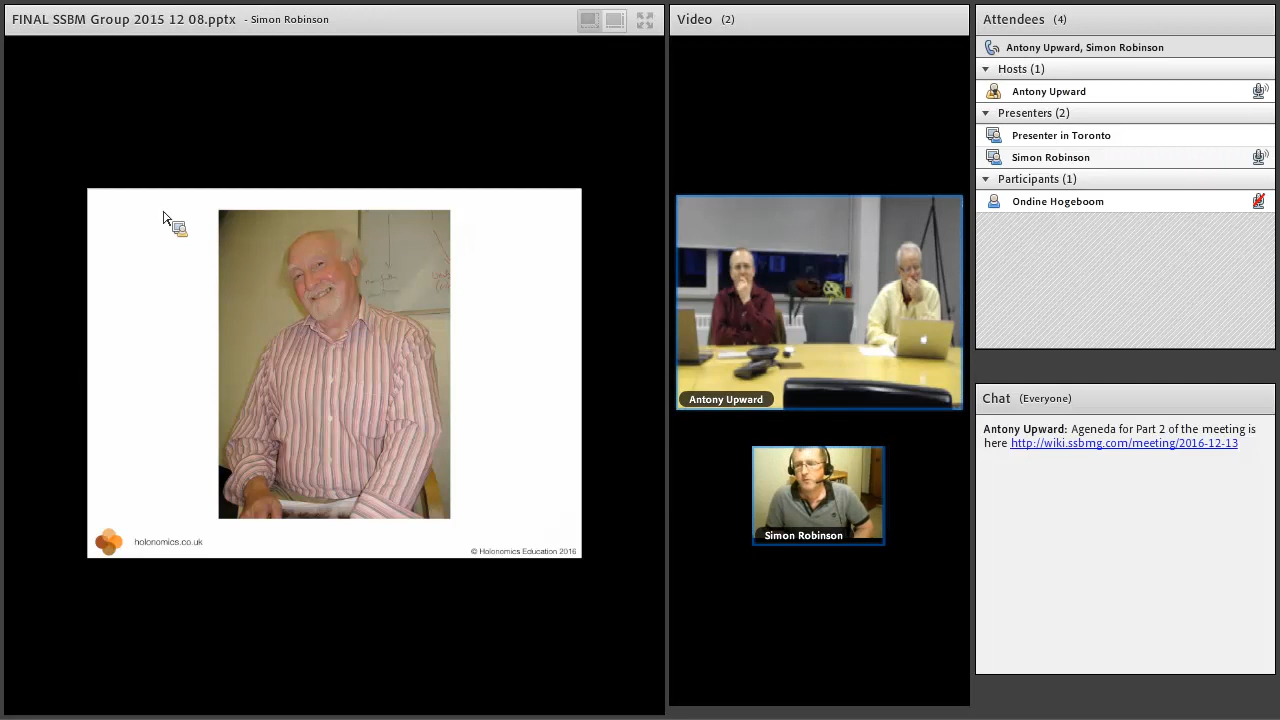 FINAL SSBM Group 2015 12 08.pptx - Simon Robinson
holonomics.co.uk
© Holonomics Education 2016
Video (2)
Antony Upward
Simon Robinson
Attendees (4)
Antony Upward, Simon Robinson
Hosts (1)
Antony Upward
Presenters (2)
Presenter in Toronto
Simon Robinson
Participants (1)
Ondine Hogeboom
Chat (Everyone)
Antony Upward: Ageneda for Part 2 of the meeting is
here http://wiki.ssbmg.com/meeting/2016-12-13